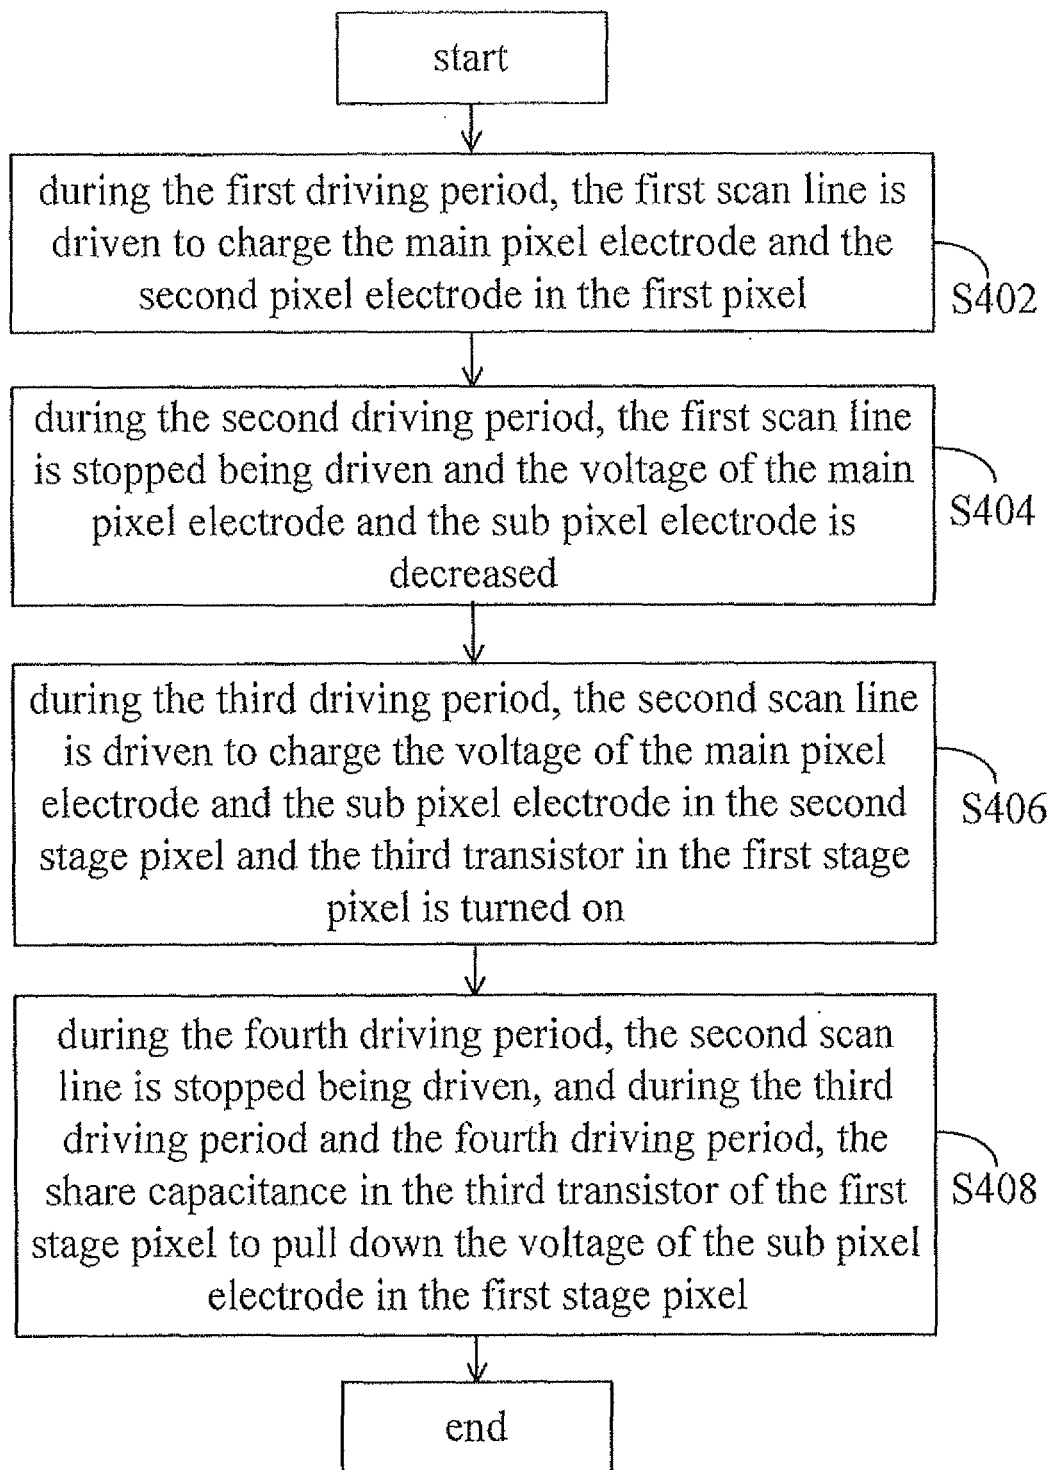 start
during the first driving period, the first scan line is
driven to charge the main pixel electrode and the
second pixel electrode in the first pixel
S402
during the second driving period, the first scan line
is stopped being driven and the voltage of the main
pixel electrode and the sub pixel electrode is
decreased
S404
during the third driving period, the second scan line
is driven to charge the voltage of the main pixel
electrode and the sub pixel electrode in the second
stage pixel and the third transistor in the first stage
pixel is turned on
S406
during the fourth driving period, the second scan
line is stopped being driven, and during the third
driving period and the fourth driving period, the
share capacitance in the third transistor of the first
stage pixel to pull down the voltage of the sub pixel
electrode in the first stage pixel
S408
end